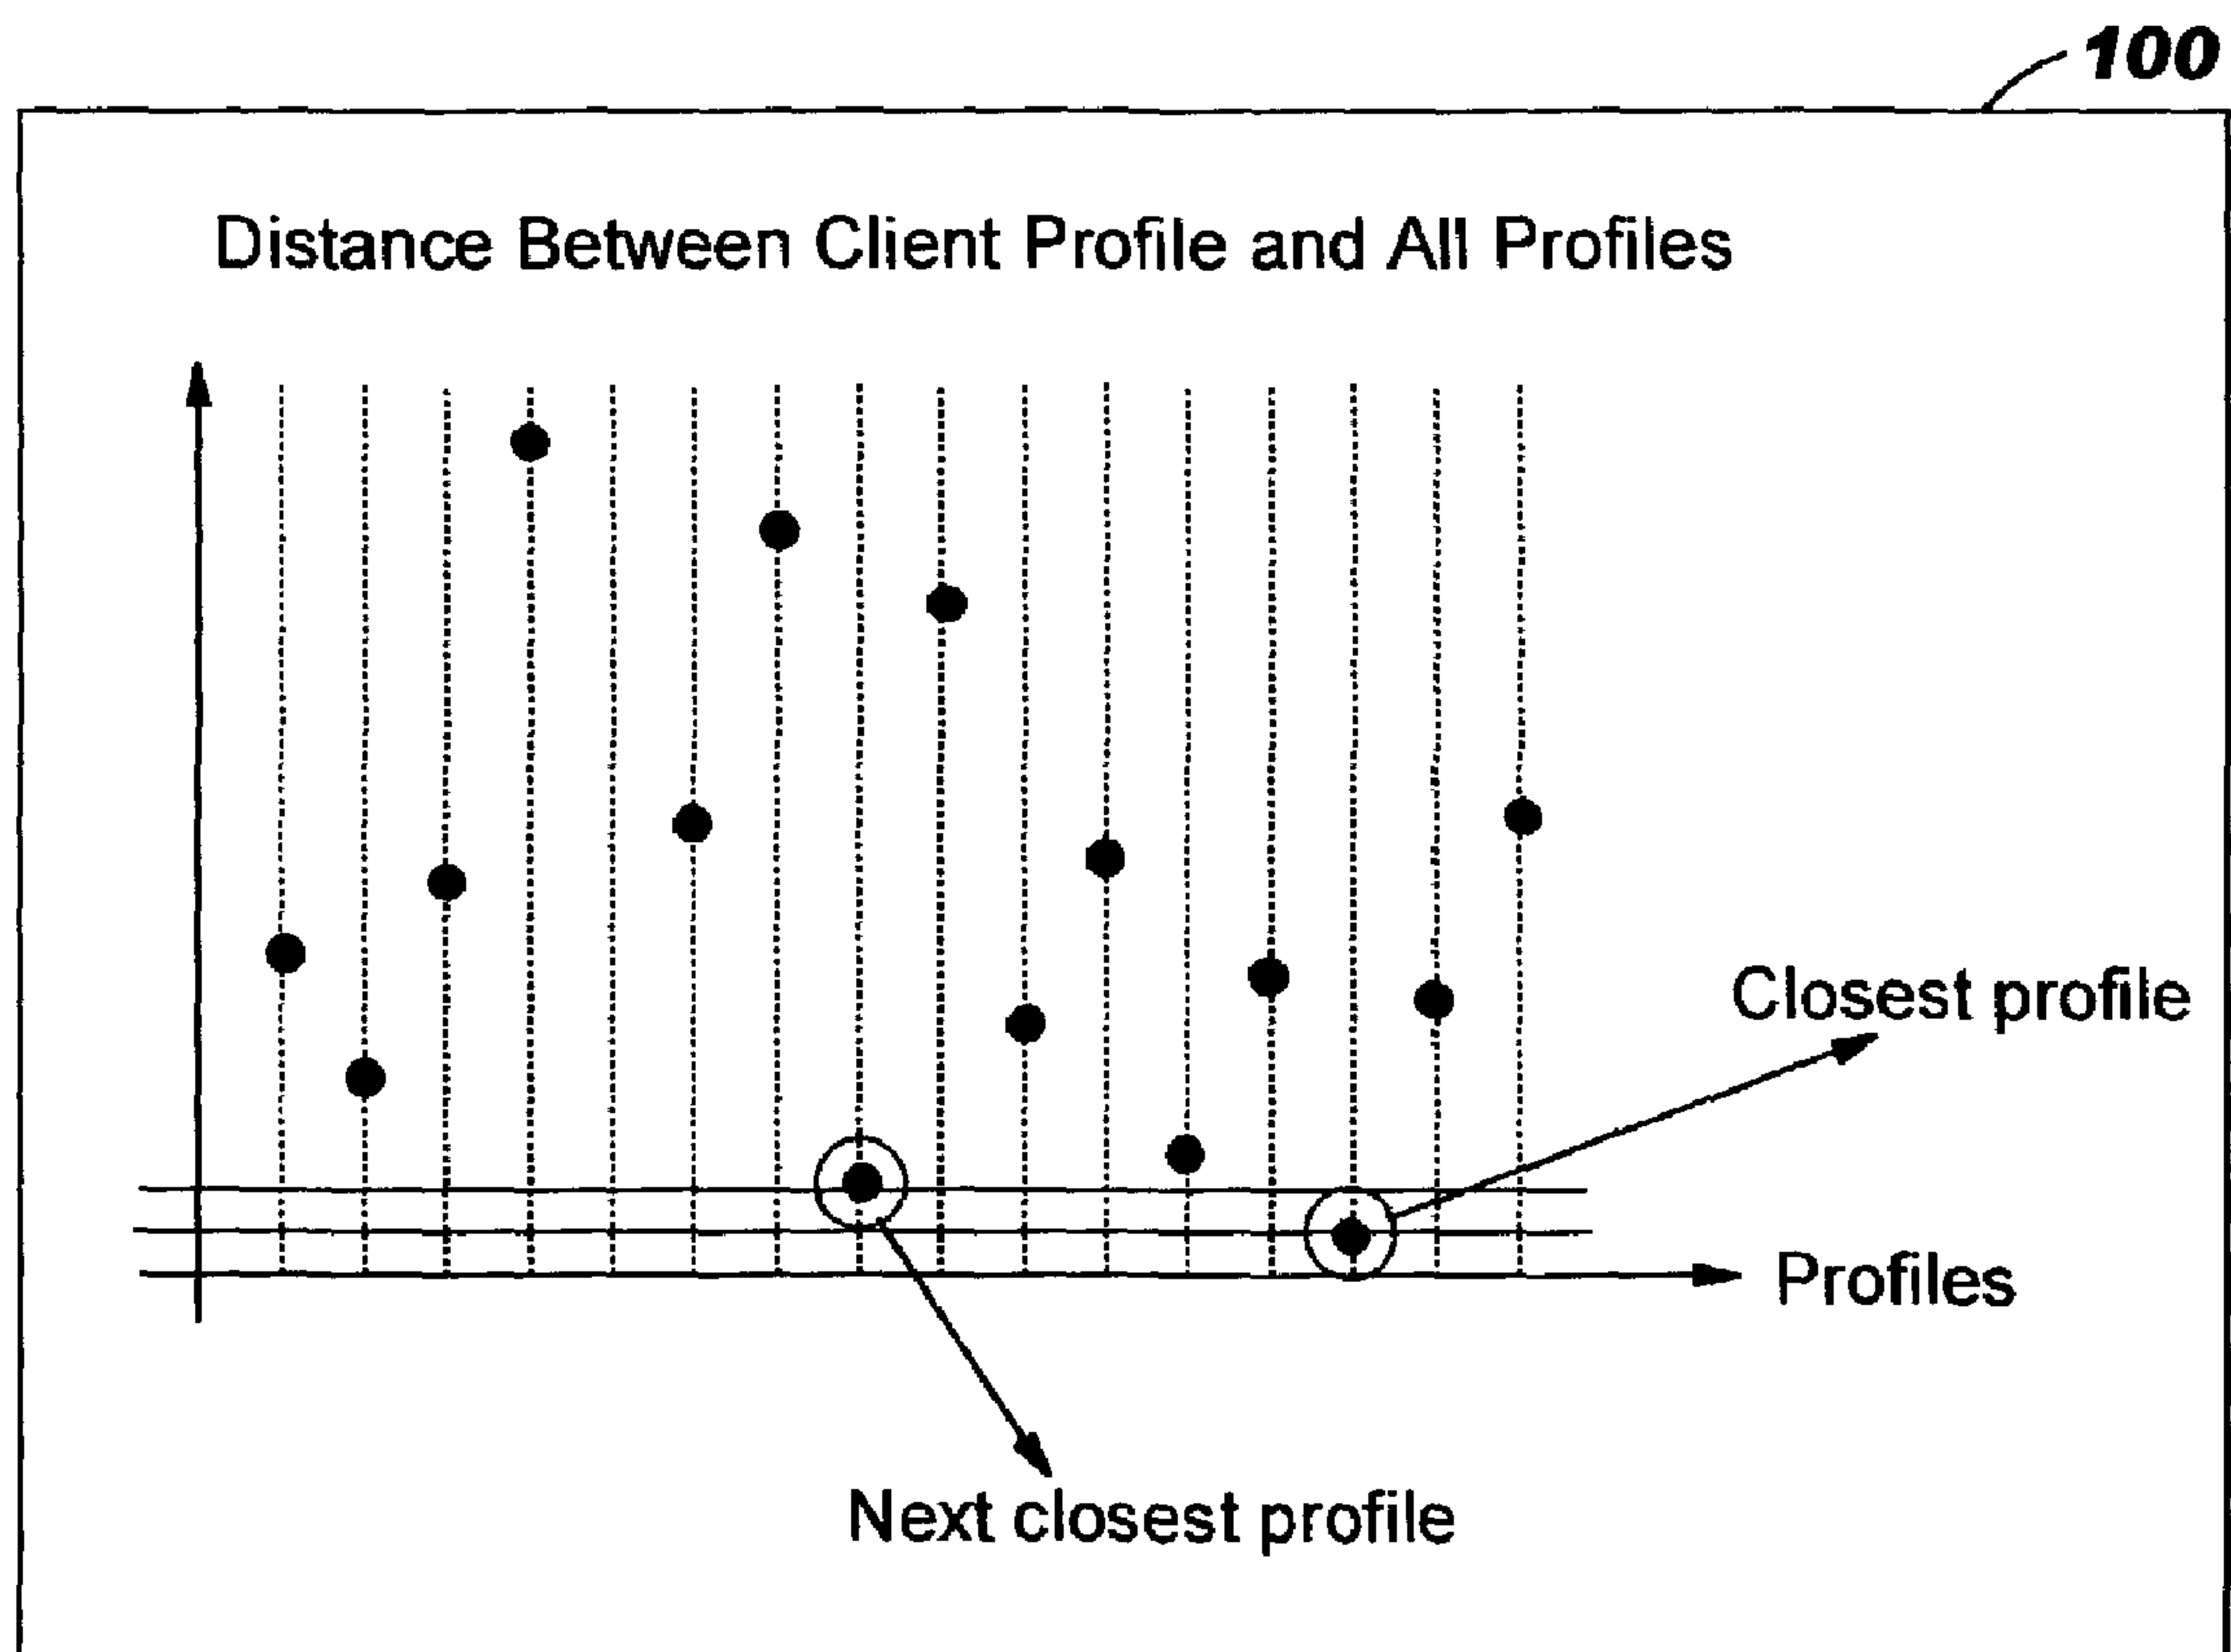 100
Distance Between Client Profile and All Profiles
Closest profile
Profiles
Next closest profile